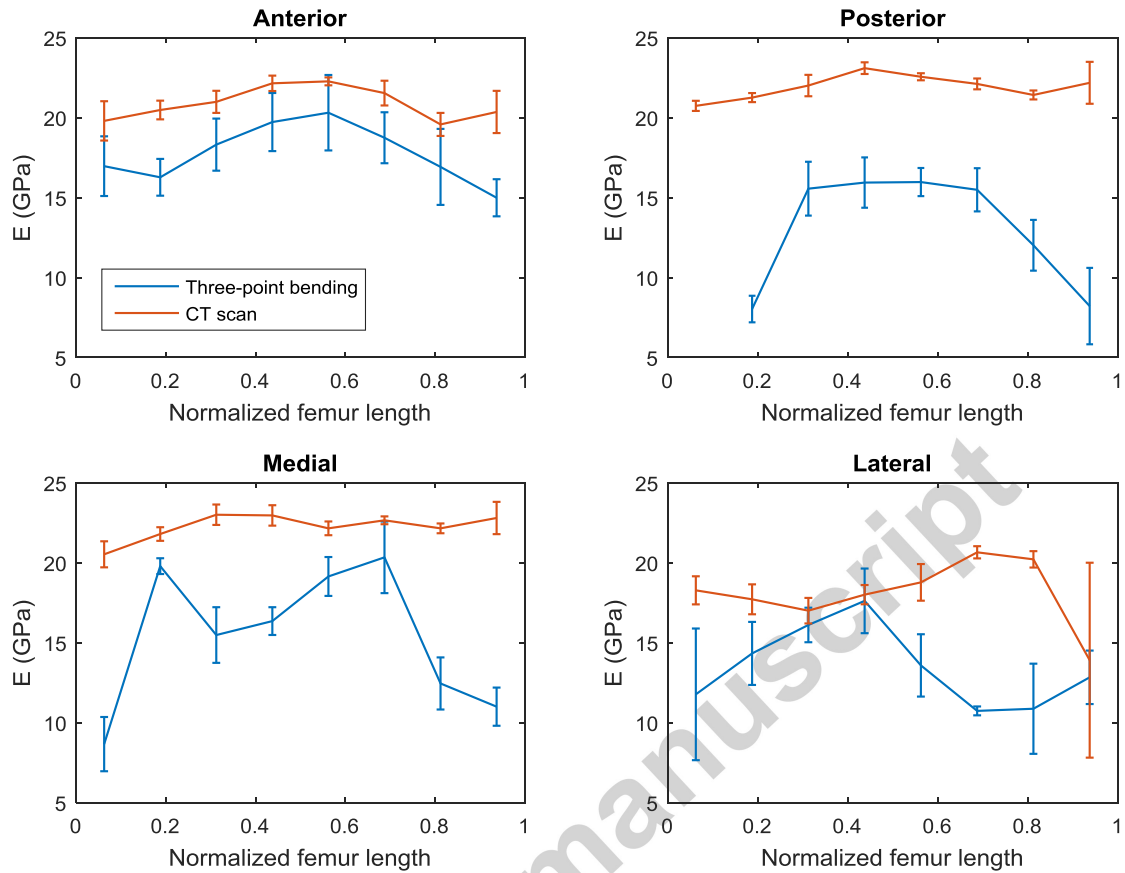 Anterior
25
20
15
10
5
E (GPa)
Three-point bending
CT scan
0 0.2 0.4 0.6 0.8 1
Normalized femur length
Posterior
25
20
15
10
5
E (GPa)
0 0.2 0.4 0.6 0.8 1
Normalized femur length
Medial
25
20
15
10
5
E (GPa)
0 0.2 0.4 0.6 0.8 1
Normalized femur length
Lateral
25
20
15
10
5
E (GPa)
0 0.2 0.4 0.6 0.8 1
Normalized femur length
manuscript